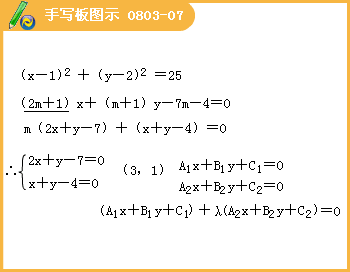 手写板图示 0803-07
(x-1)² + (y-2)² =25
(2m+1) x+ (m+1) y-7m-4=0
m (2x+y-7) + (x+y-4) =0
∴{2x+y-7=0 (3, 1) A₁x+B₁y+C₁=0
x+y-4=0 A₂x+B₂y+C₂=0
(A₁x+B₁y+C₁) + λ(A₂x+B₂y+C₂)=0